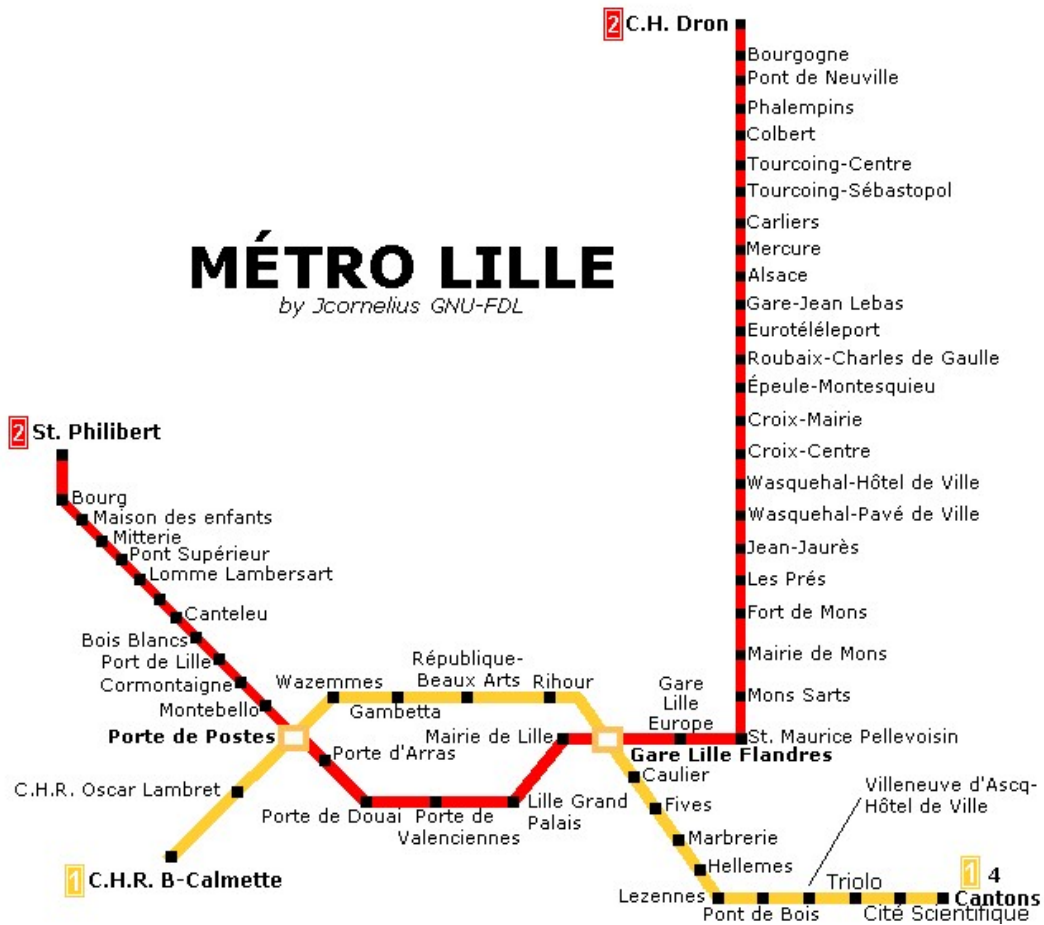 2 C.H. Dron
Bourgogne
Pont de Neuville
Phalempins
Colbert
Tourcoing-Centre
Tourcoing-Sébastopol
Carliers
Mercure
Alsace
Gare-Jean Lebas
Eurotéléleport
Roubaix-Charles de Gaulle
Épeule-Montesquieu
Croix-Mairie
Croix-Centre
Wasquehal-Hôtel de Ville
Wasquehal-Pavé de Ville
Jean-Jaurès
Les Prés
Fort de Mons
Mairie de Mons
Mons Sarts
St. Maurice Pellevoisin
MÉTRO LILLE
by Jcornelius GNU-FDL
2 St. Philibert
Bourg
Maison des enfants
Mitterie
Pont Supérieur
Lomme Lambersart
Canteleu
Bois Blancs
Port de Lille
Cormontaigne
Montebello
Porte de Postes
Wazemmes
Gambetta
République-
Beaux Arts
Rihour
Gare
Lille
Europe
Mairie de Lille
Gare Lille Flandres
Porte d'Arras
Porte de Douai
Porte de
Valenciennes
Lille Grand
Palais
C.H.R. Oscar Lambret
1 C.H.R. B-Calmette
Caulier
Fives
Marbrerie
Hellemes
Lezennes
Pont de Bois
Villeneuve d'Ascq-
Hôtel de Ville
Triolo
Cité Scientifique
1 4
Cantons